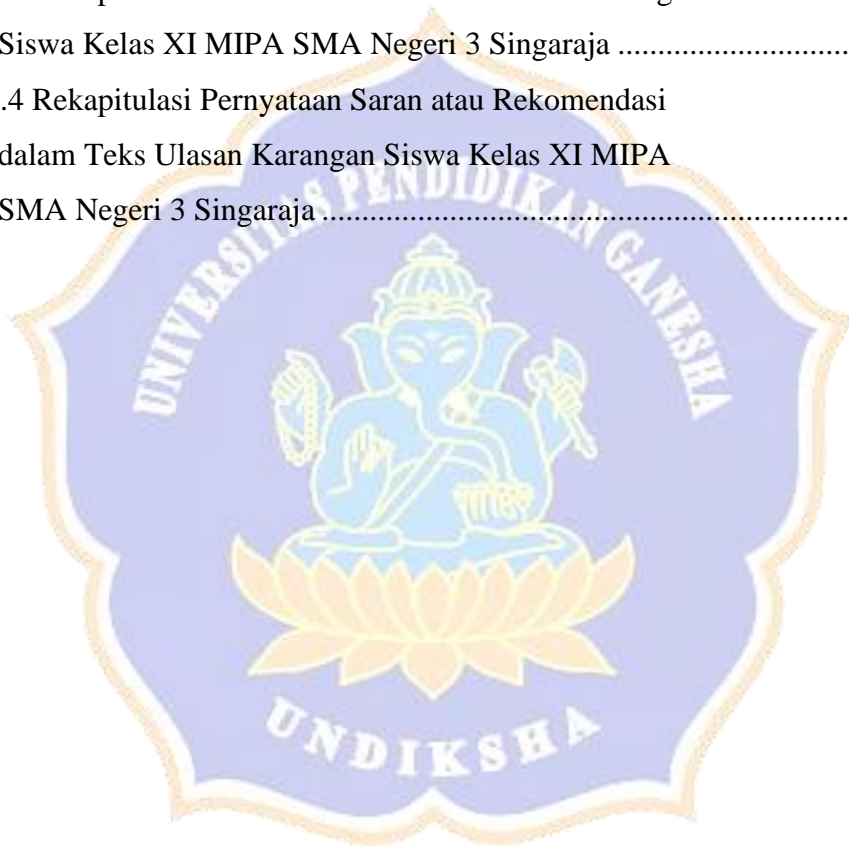 Siswa Kelas XI MIPA SMA Negeri 3 Singaraja .............................
.4 Rekapitulasi Pernyataan Saran atau Rekomendasi
dalam Teks Ulasan Karangan Siswa Kelas XI MIPA
SMA Negeri 3 Singaraja ..................................................................
UNIVERSITAS PENDIDIKAN GANESHA
UNDIKSHA